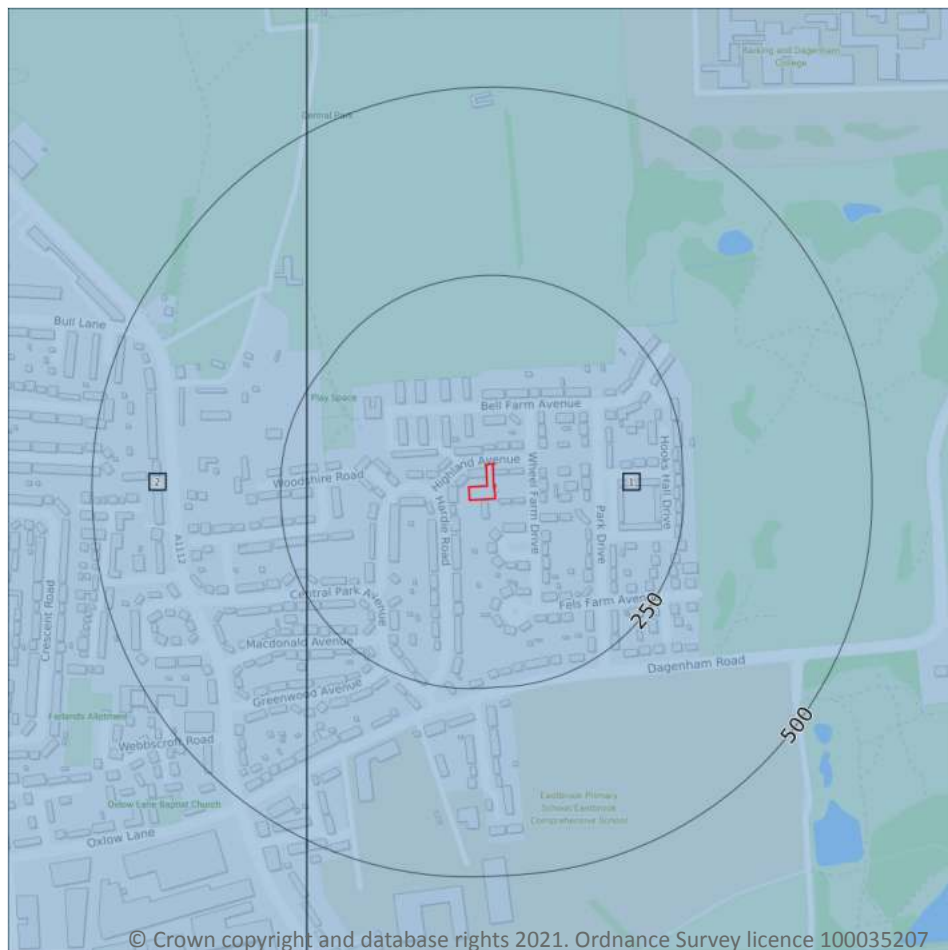 Barking and Dagenham
College
Central Park
Bull Lane
Play Space
Bell Farm Avenue
Highland Avenue
Woodshire Road
Hooks Hall Drive
2
1
Wheel Farm Drive
Hardie Road
Park Drive
A1112
Central Park Avenue
Fels Farm Avenue
250
Crescent Road
Macdonald Avenue
Dagenham Road
Greenwood Avenue
500
Webbscroft Road
Eastbrook Primary
School/Eastbrook
Comprehensive School
Oxlow Lane Baptist Church
Oxlow Lane
© Crown copyright and database rights 2021. Ordnance Survey licence 100035207